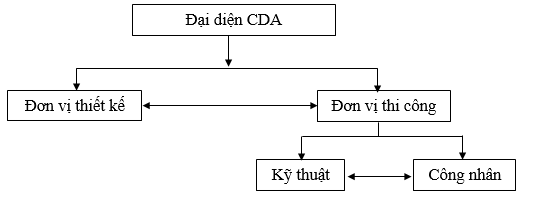 Đại diện CDA
Đơn vị thiết kế
Đơn vị thi công
Kỹ thuật
Công nhân